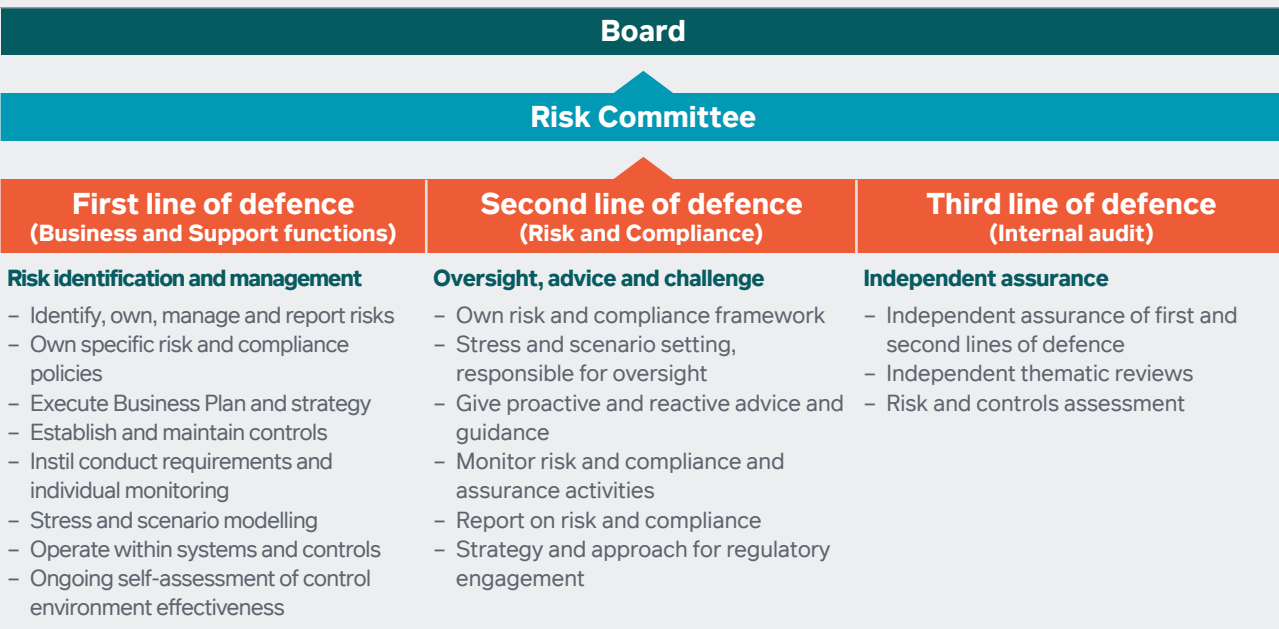 Board
Risk Committee
First line of defence
(Business and Support functions)
Risk identification and management
– Identify, own, manage and report risks
– Own specific risk and compliance
policies
– Execute Business Plan and strategy
– Establish and maintain controls
– Instil conduct requirements and
individual monitoring
– Stress and scenario modelling
– Operate within systems and controls
– Ongoing self-assessment of control
environment effectiveness
Second line of defence
(Risk and Compliance)
Oversight, advice and challenge
– Own risk and compliance framework
– Stress and scenario setting,
responsible for oversight
– Give proactive and reactive advice and
guidance
– Monitor risk and compliance and
assurance activities
– Report on risk and compliance
– Strategy and approach for regulatory
engagement
Third line of defence
(Internal audit)
Independent assurance
– Independent assurance of first and
second lines of defence
– Independent thematic reviews
– Risk and controls assessment